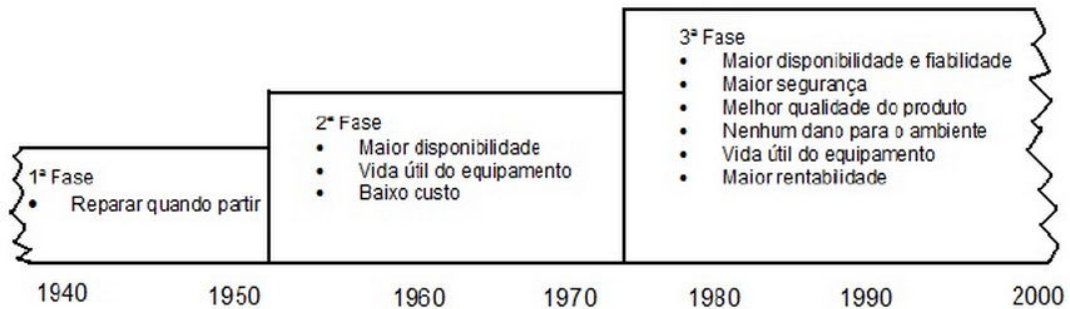 3ª Fase
• Maior disponibilidade e fiabilidade
• Maior segurança
• Melhor qualidade do produto
• Nenhum dano para o ambiente
• Vida útil do equipamento
• Maior rentabilidade
2ª Fase
• Maior disponibilidade
• Vida útil do equipamento
• Baixo custo
1ª Fase
• Reparar quando partir
1940 1950 1960 1970 1980 1990 2000